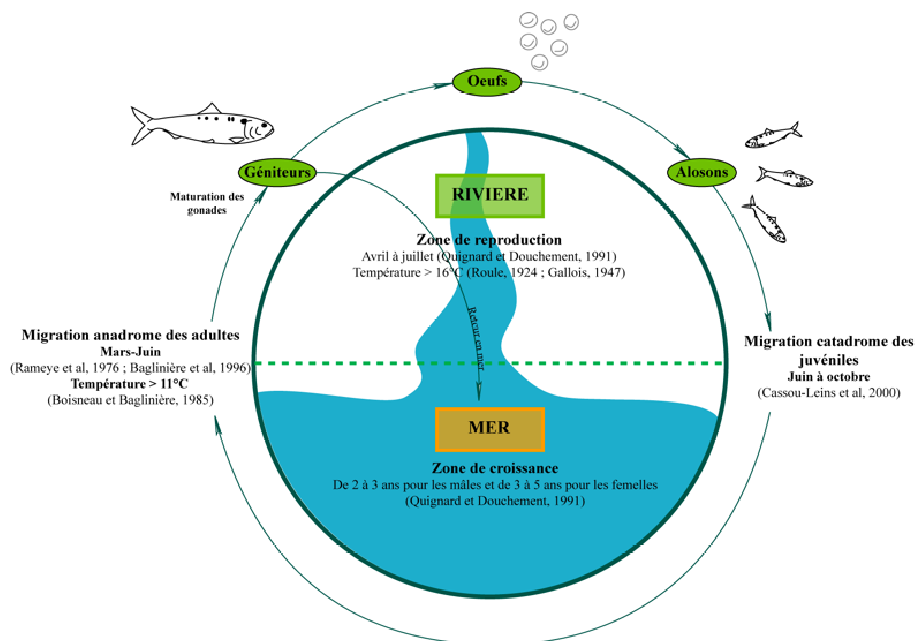 Oeufs
Géniteurs
Alosons
Maturation des
gonades
RIVIERE
Zone de reproduction
Avril à juillet (Quignard et Douchement, 1991)
Température > 16°C (Roule, 1924 ; Gallois, 1947)
Retour en mer
Migration anadrome des adultes
Mars-Juin
(Rameye et al, 1976 ; Baglinière et al, 1996)
Température > 11°C
(Boisneau et Baglinière, 1985)
Migration catadrome des
juvéniles
Juin à octobre
(Cassou-Leins et al, 2000)
MER
Zone de croissance
De 2 à 3 ans pour les mâles et de 3 à 5 ans pour les femelles
(Quignard et Douchement, 1991)